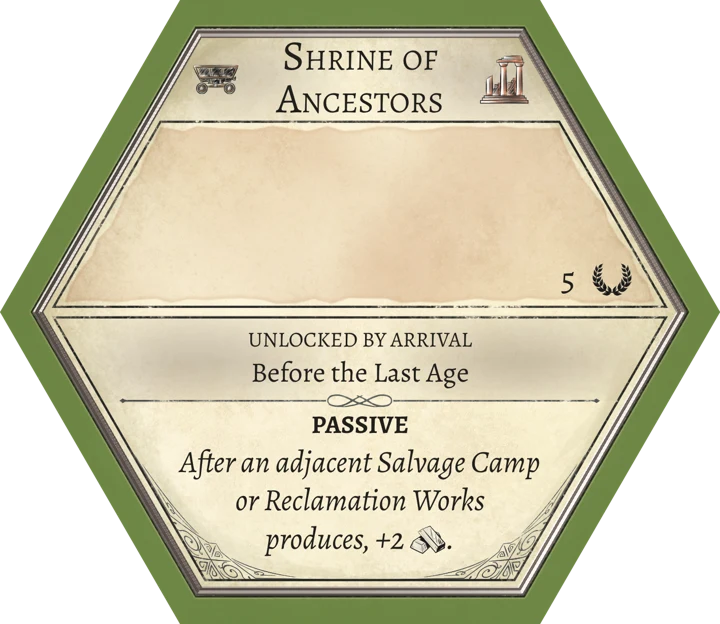 Shrine of
Ancestors
5
UNLOCKED BY ARRIVAL
Before the Last Age
PASSIVE
After an adjacent Salvage Camp
or Reclamation Works
produces, +2 .